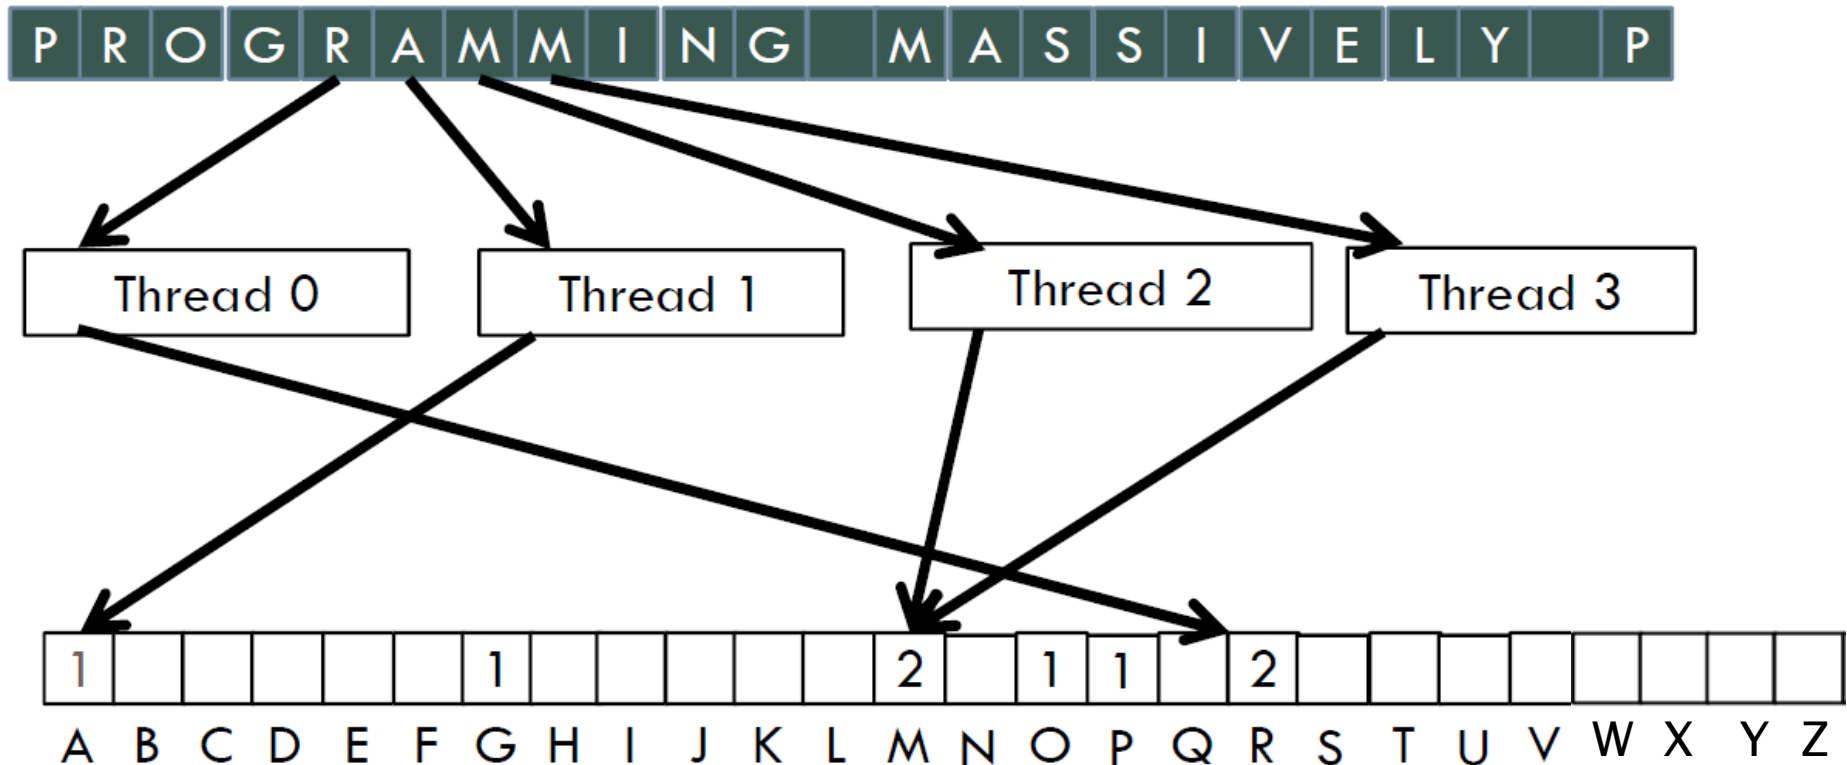 P R O G R A M M I N G M A S S I V E L Y P
Thread 0 Thread 1 Thread 2 Thread 3
1 1 2 1 1 2
A B C D E F G H I J K L M N O P Q R S T U V W X Y Z